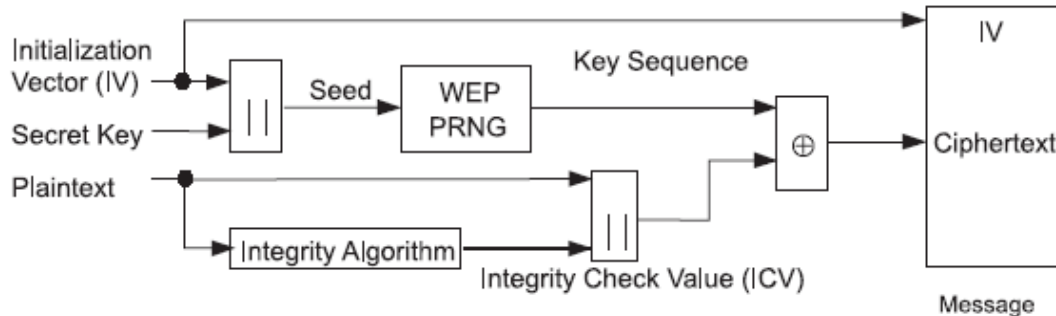 IV
Initialization
Vector (IV)
Key Sequence
Seed
WEP
PRNG
||
Secret Key
⊕
Ciphertext
Plaintext
||
Integrity Algorithm
Integrity Check Value (ICV)
Message